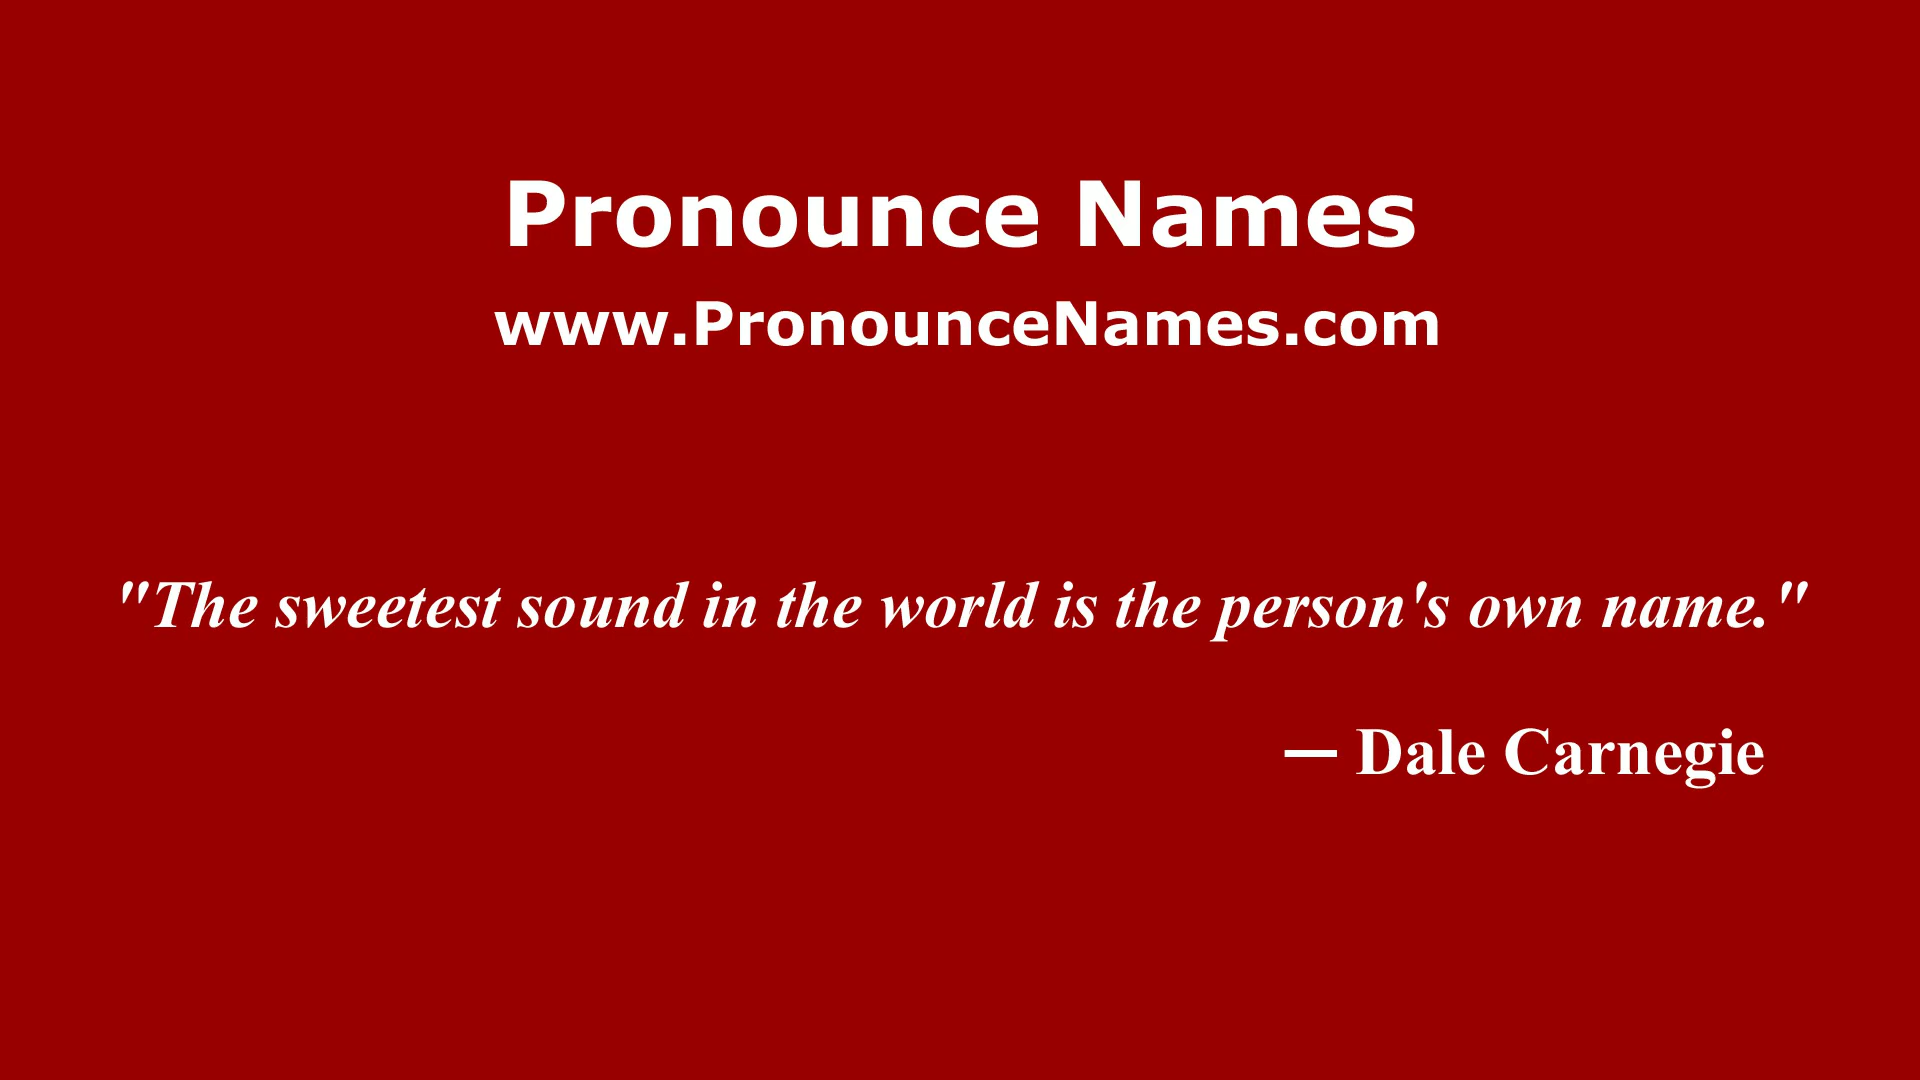 Pronounce Names
www.PronounceNames.com
"The sweetest sound in the world is the person's own name."
— Dale Carnegie